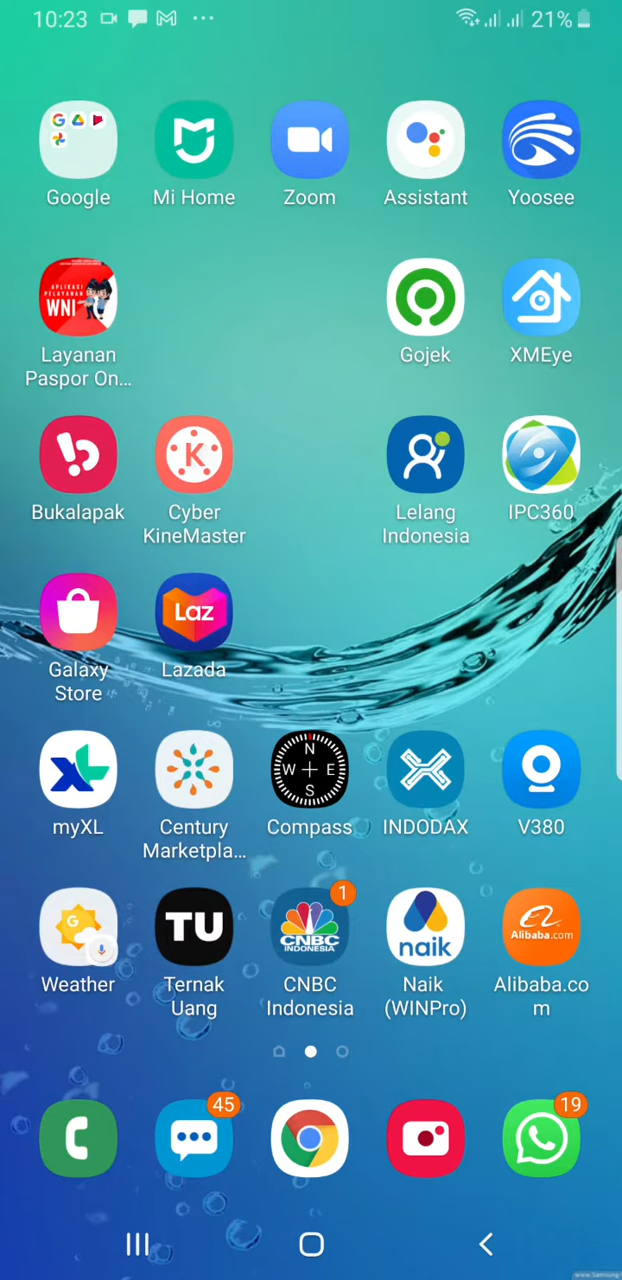 10:23
21%
Google
Mi Home
Zoom
Assistant
Yoosee
APLIKASI
PELAYANAN
WNI
Layanan
Paspor On...
Gojek
XMEye
Bukalapak
K
Cyber
KineMaster
Lelang
Indonesia
IPC360
Galaxy
Store
Laz
Lazada
myXL
Century
Marketpla...
N
W E
S
Compass
INDODAX
V380
G
Weather
TU
Ternak
Uang
1
CNBC
INDONESIA
CNBC
Indonesia
naik
Naik
(WINPro)
Alibaba.com
Alibaba.co
m
45
19